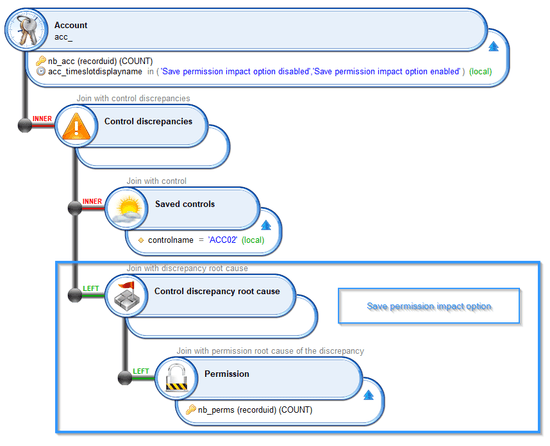 Account
acc_
nb_acc (recorduid) (COUNT)
acc_timeslotdisplayname in ( 'Save permission impact option disabled','Save permission impact option enabled' ) (local)
Join with control discrepancies
INNER
Control discrepancies
Join with control
INNER
Saved controls
controlname = 'ACC02' (local)
Join with discrepancy root cause
LEFT
Control discrepancy root cause
Save permission impact option
Join with permission root cause of the discrepancy
LEFT
Permission
nb_perms (recorduid) (COUNT)